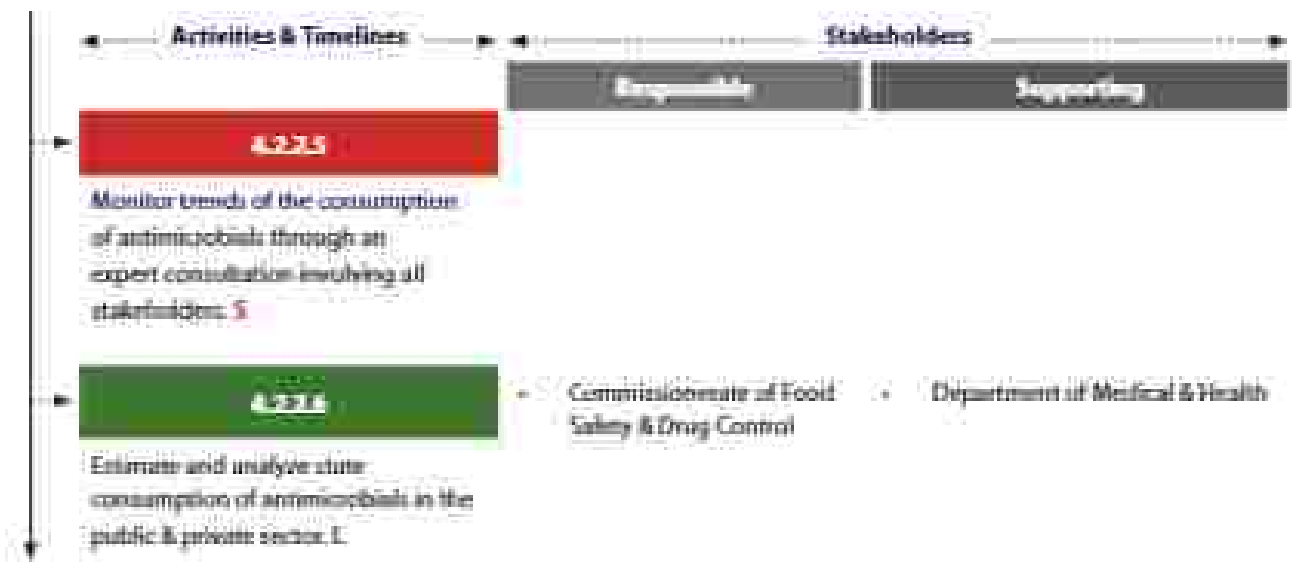 Activities & Timelines
Stakeholders
Responsible
Supporting
4.2.2.5
Monitor trends of the consumption
of antimicrobials through an
expert consultation involving all
stakeholders. S
Commissionerate of Food
Safety & Drug Control
Department of Medical & Health
Estimate and analyze state
consumption of antimicrobials in the
public & private sector. L